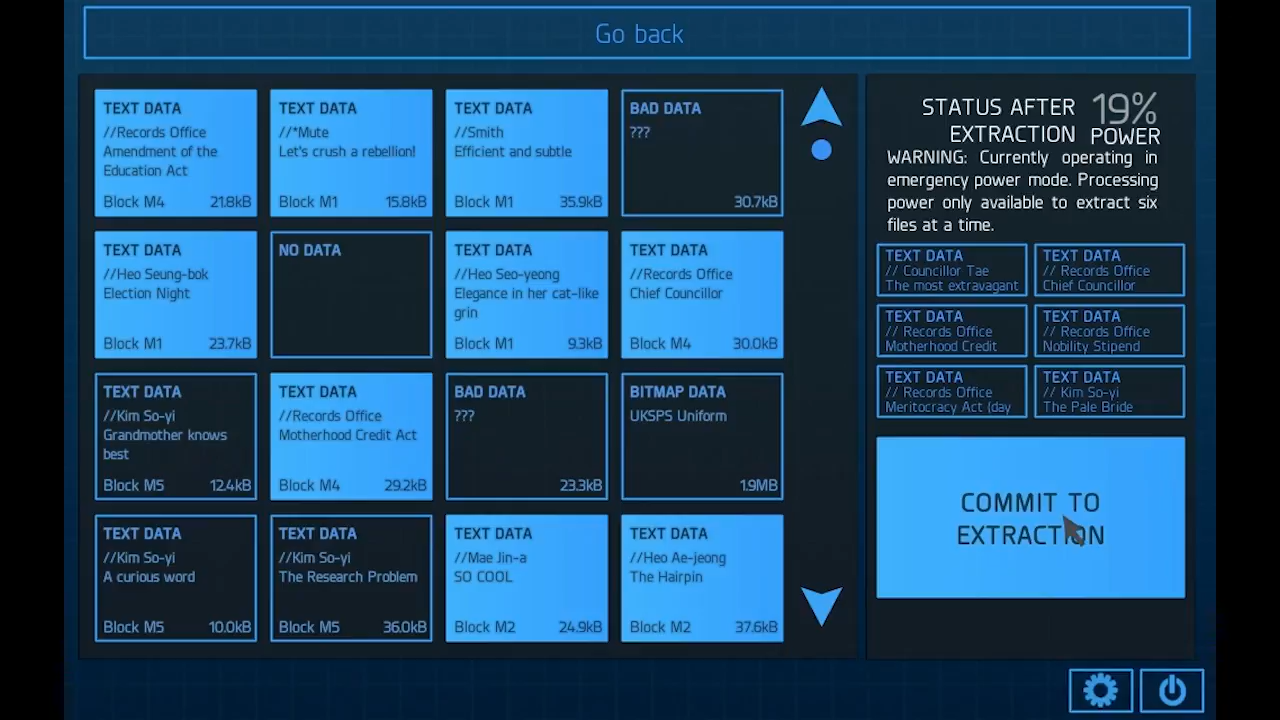 Go back
TEXT DATA
//Records Office
Amendment of the
Education Act
Block M4 21.8kB
TEXT DATA
//*Mute
Let's crush a rebellion!
Block M1 15.8kB
TEXT DATA
//Smith
Efficient and subtle
Block M1 35.9kB
BAD DATA
???
30.7kB
TEXT DATA
//Heo Seung-bok
Election Night
Block M1 23.7kB
NO DATA
TEXT DATA
//Heo Seo-yeong
Elegance in her cat-like
grin
Block M1 9.3kB
TEXT DATA
//Records Office
Chief Councillor
Block M4 30.0kB
TEXT DATA
//Kim So-yi
Grandmother knows
best
Block M5 12.4kB
TEXT DATA
//Records Office
Motherhood Credit Act
Block M4 29.2kB
BAD DATA
???
23.3kB
BITMAP DATA
UKSPS Uniform
1.9MB
TEXT DATA
//Kim So-yi
A curious word
Block M5 10.0kB
TEXT DATA
//Kim So-yi
The Research Problem
Block M5 36.0kB
TEXT DATA
//Mae Jin-a
SO COOL
Block M2 24.9kB
TEXT DATA
//Heo Ae-jeong
The Hairpin
Block M2 37.6kB
STATUS AFTER
EXTRACTION
19%
POWER
WARNING: Currently operating in
emergency power mode. Processing
power only available to extract six
files at a time.
TEXT DATA
// Councillor Tae
The most extravagant
TEXT DATA
// Records Office
Chief Councillor
TEXT DATA
// Records Office
Motherhood Credit
TEXT DATA
// Records Office
Nobility Stipend
TEXT DATA
// Records Office
Meritocracy Act (day
TEXT DATA
// Kim So-yi
The Pale Bride
COMMIT TO
EXTRACTION